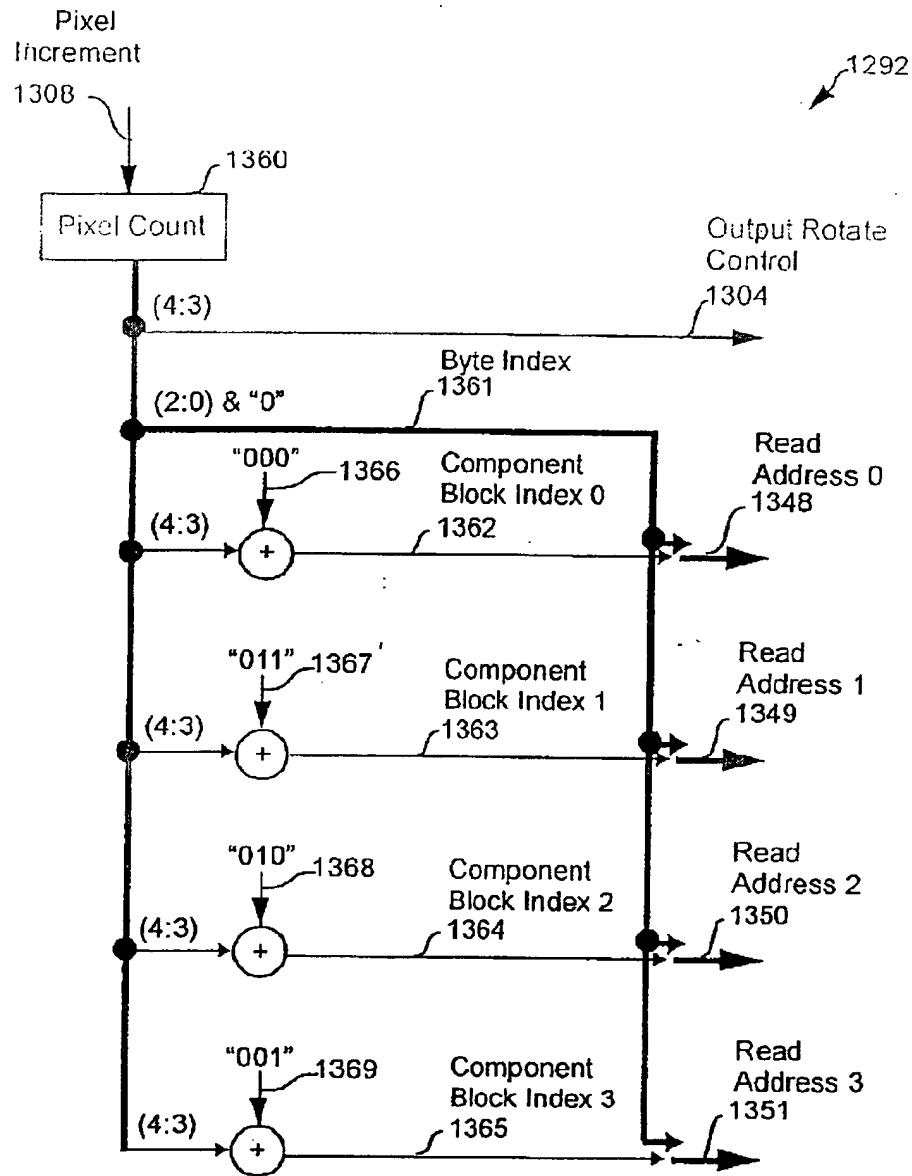 Pixel
Increment
1308
1292
1360
Pixel Count
Output Rotate
Control
1304
(4:3)
Byte Index
1361
(2:0) & "0"
"000"
1366
Component
Block Index 0
1362
Read
Address 0
1348
(4:3)
+
"011"
1367
Component
Block Index 1
1363
Read
Address 1
1349
(4:3)
+
"010"
1368
Component
Block Index 2
1364
Read
Address 2
1350
(4:3)
+
"001"
1369
Component
Block Index 3
1365
Read
Address 3
1351
(4:3)
+